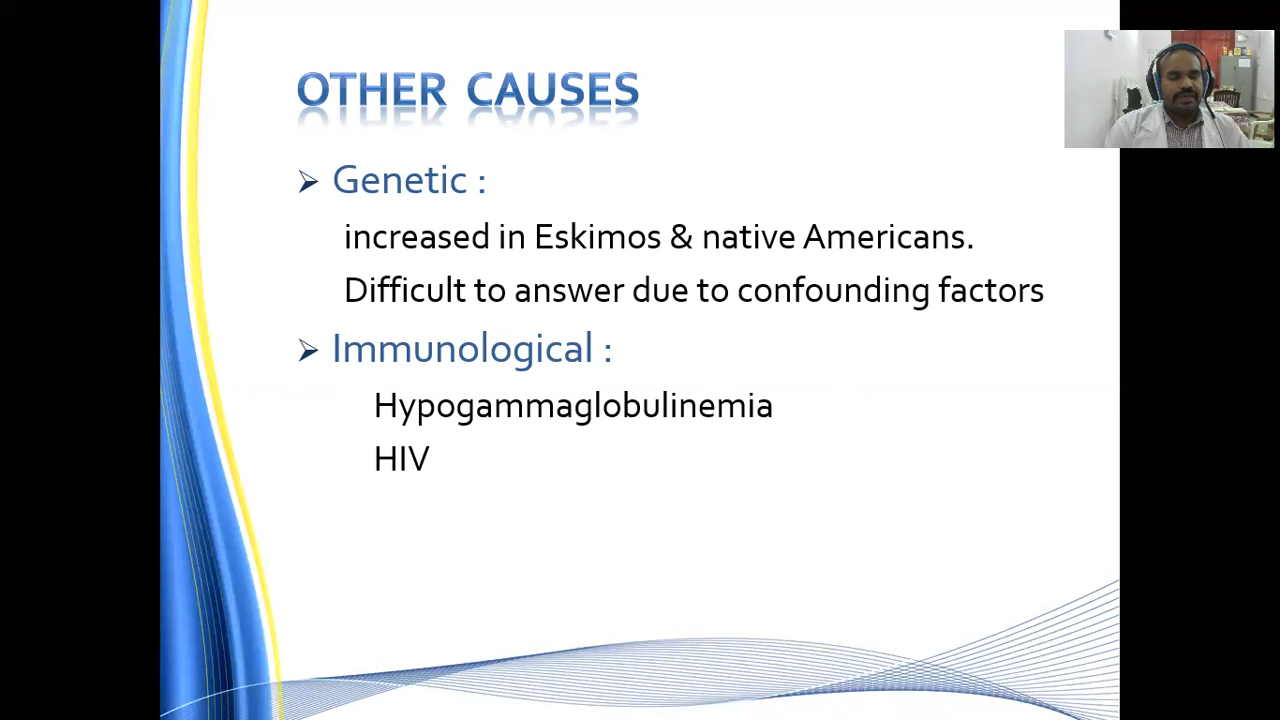 OTHER CAUSES
Genetic :
increased in Eskimos & native Americans.
Difficult to answer due to confounding factors
Immunological :
Hypogammaglobulinemia
HIV